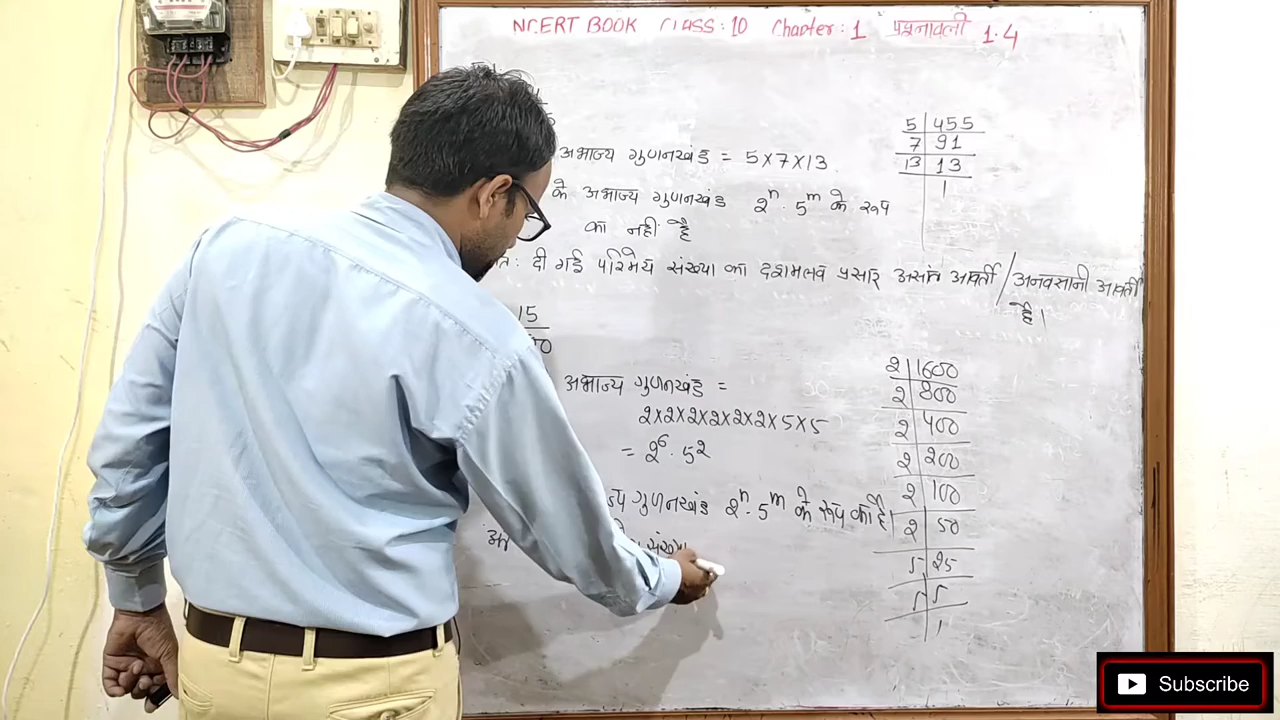 NCERT BOOK CLASS:10 Chapter:1 प्रश्नावली 1.4
5 | 455
7 | 91
13 | 13
1
अभाज्य गुणनखंड = 5×7×13
के अभाज्य गुणनखंड 2ⁿ·5ᵐ के रूप
का नहीं है
दी गई परिमेय संख्या का दशमलव प्रसार असांत आवर्ती / अनवसानी आवर्ती
है।
15
अभाज्य गुणनखंड =
2×2×2×2×2×2×5×5
= 2⁶·5²
गुणनखंड 2ⁿ·5ᵐ के रूप का है।
संख्या
2 | 1600
2 | 800
2 | 400
2 | 200
2 | 100
2 | 50
5 | 25
5 | 5
1
Subscribe